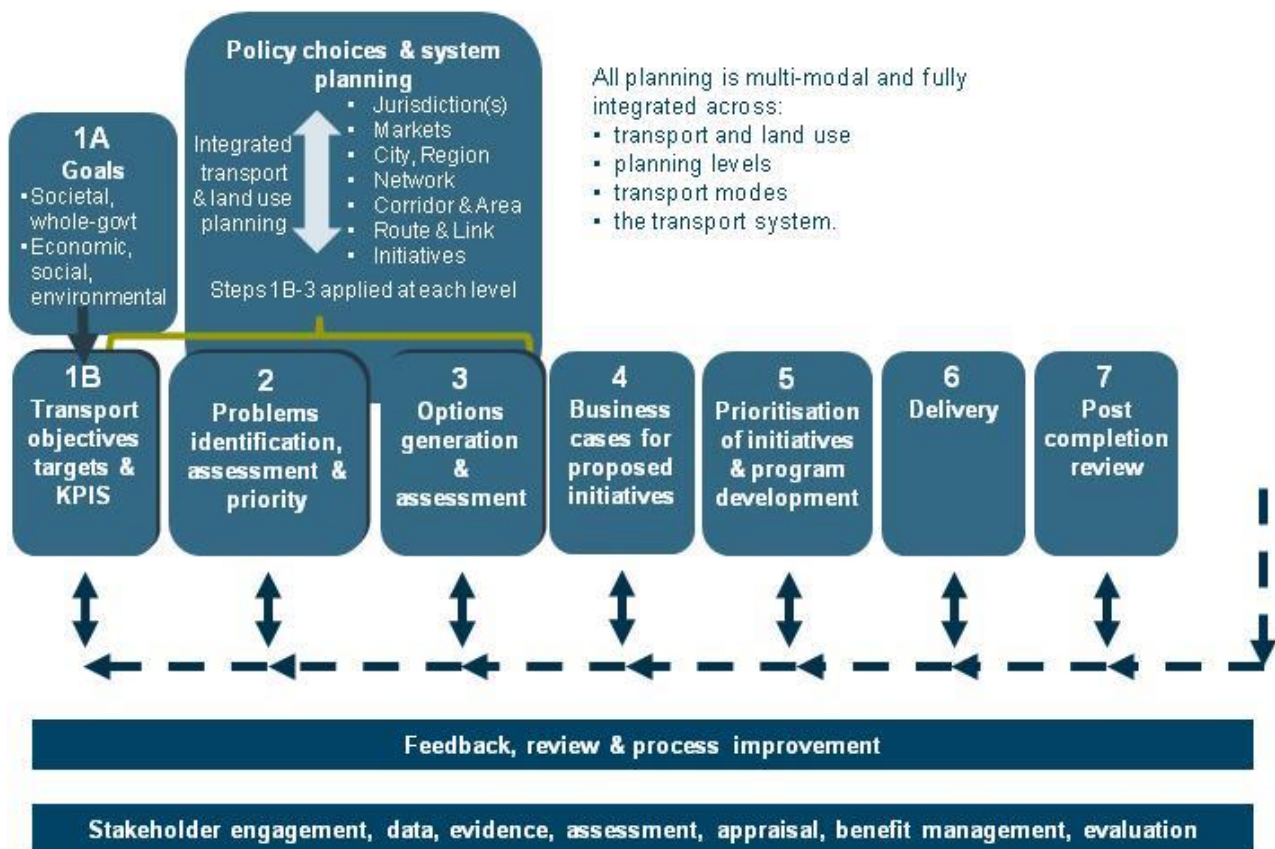 Policy choices & system
planning
Integrated
transport
& land use
planning
▪ Jurisdiction(s)
▪ Markets
▪ City, Region
▪ Network
▪ Corridor & Area
▪ Route & Link
▪ Initiatives
Steps 1B-3 applied at each level
All planning is multi-modal and fully
integrated across:
▪ transport and land use
▪ planning levels
▪ transport modes
▪ the transport system.
1A
Goals
▪Societal,
whole-govt
▪Economic,
social,
environmental
1B
Transport
objectives
targets &
KPIS
2
Problems
identification,
assessment &
priority
3
Options
generation
&
assessment
4
Business
cases for
proposed
initiatives
5
Prioritisation
of initiatives
& program
development
6
Delivery
7
Post
completion
review
Feedback, review & process improvement
Stakeholder engagement, data, evidence, assessment, appraisal, benefit management, evaluation